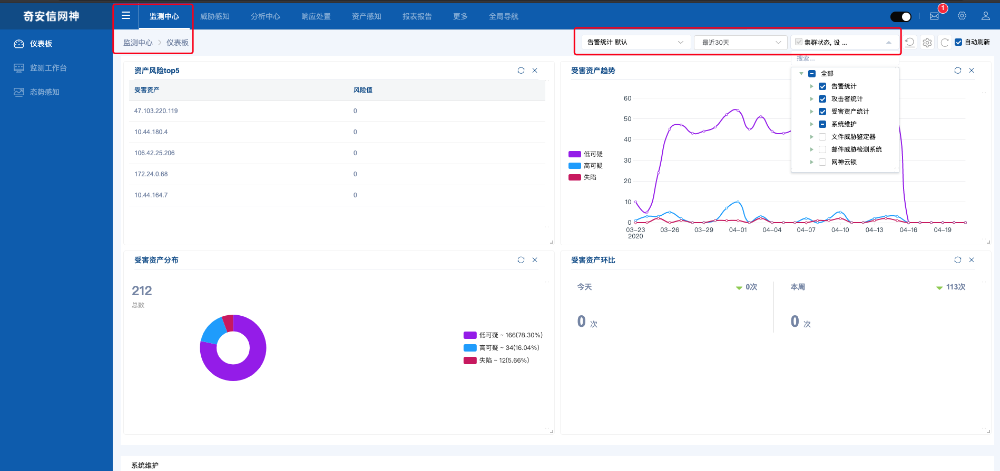 奇安信网神
监测中心 威胁感知 分析中心 响应处置 资产感知 报表报告 更多 全局导航
1
仪表板
监测工作台
态势感知
监测中心 > 仪表板
告警统计 默认
最近30天
集群状态, 设 ...
自动刷新
搜索...
全部
告警统计
攻击者统计
受害资产统计
系统维护
文件威胁鉴定器
邮件威胁检测系统
网神云锁
资产风险top5
受害资产 风险值
47.103.220.119 0
10.44.180.4 0
106.42.25.206 0
172.24.0.68 0
10.44.164.7 0
受害资产趋势
低可疑
高可疑
失陷
60
50
40
30
20
10
0
03-23 03-26 03-29 04-01 04-04 04-07 04-10 04-13 04-16 04-19
2020
受害资产分布
212
总数
低可疑 ~ 166(78.30%)
高可疑 ~ 34(16.04%)
失陷 ~ 12(5.66%)
受害资产环比
今天 0次 本周 113次
0 次 0 次
系统维护